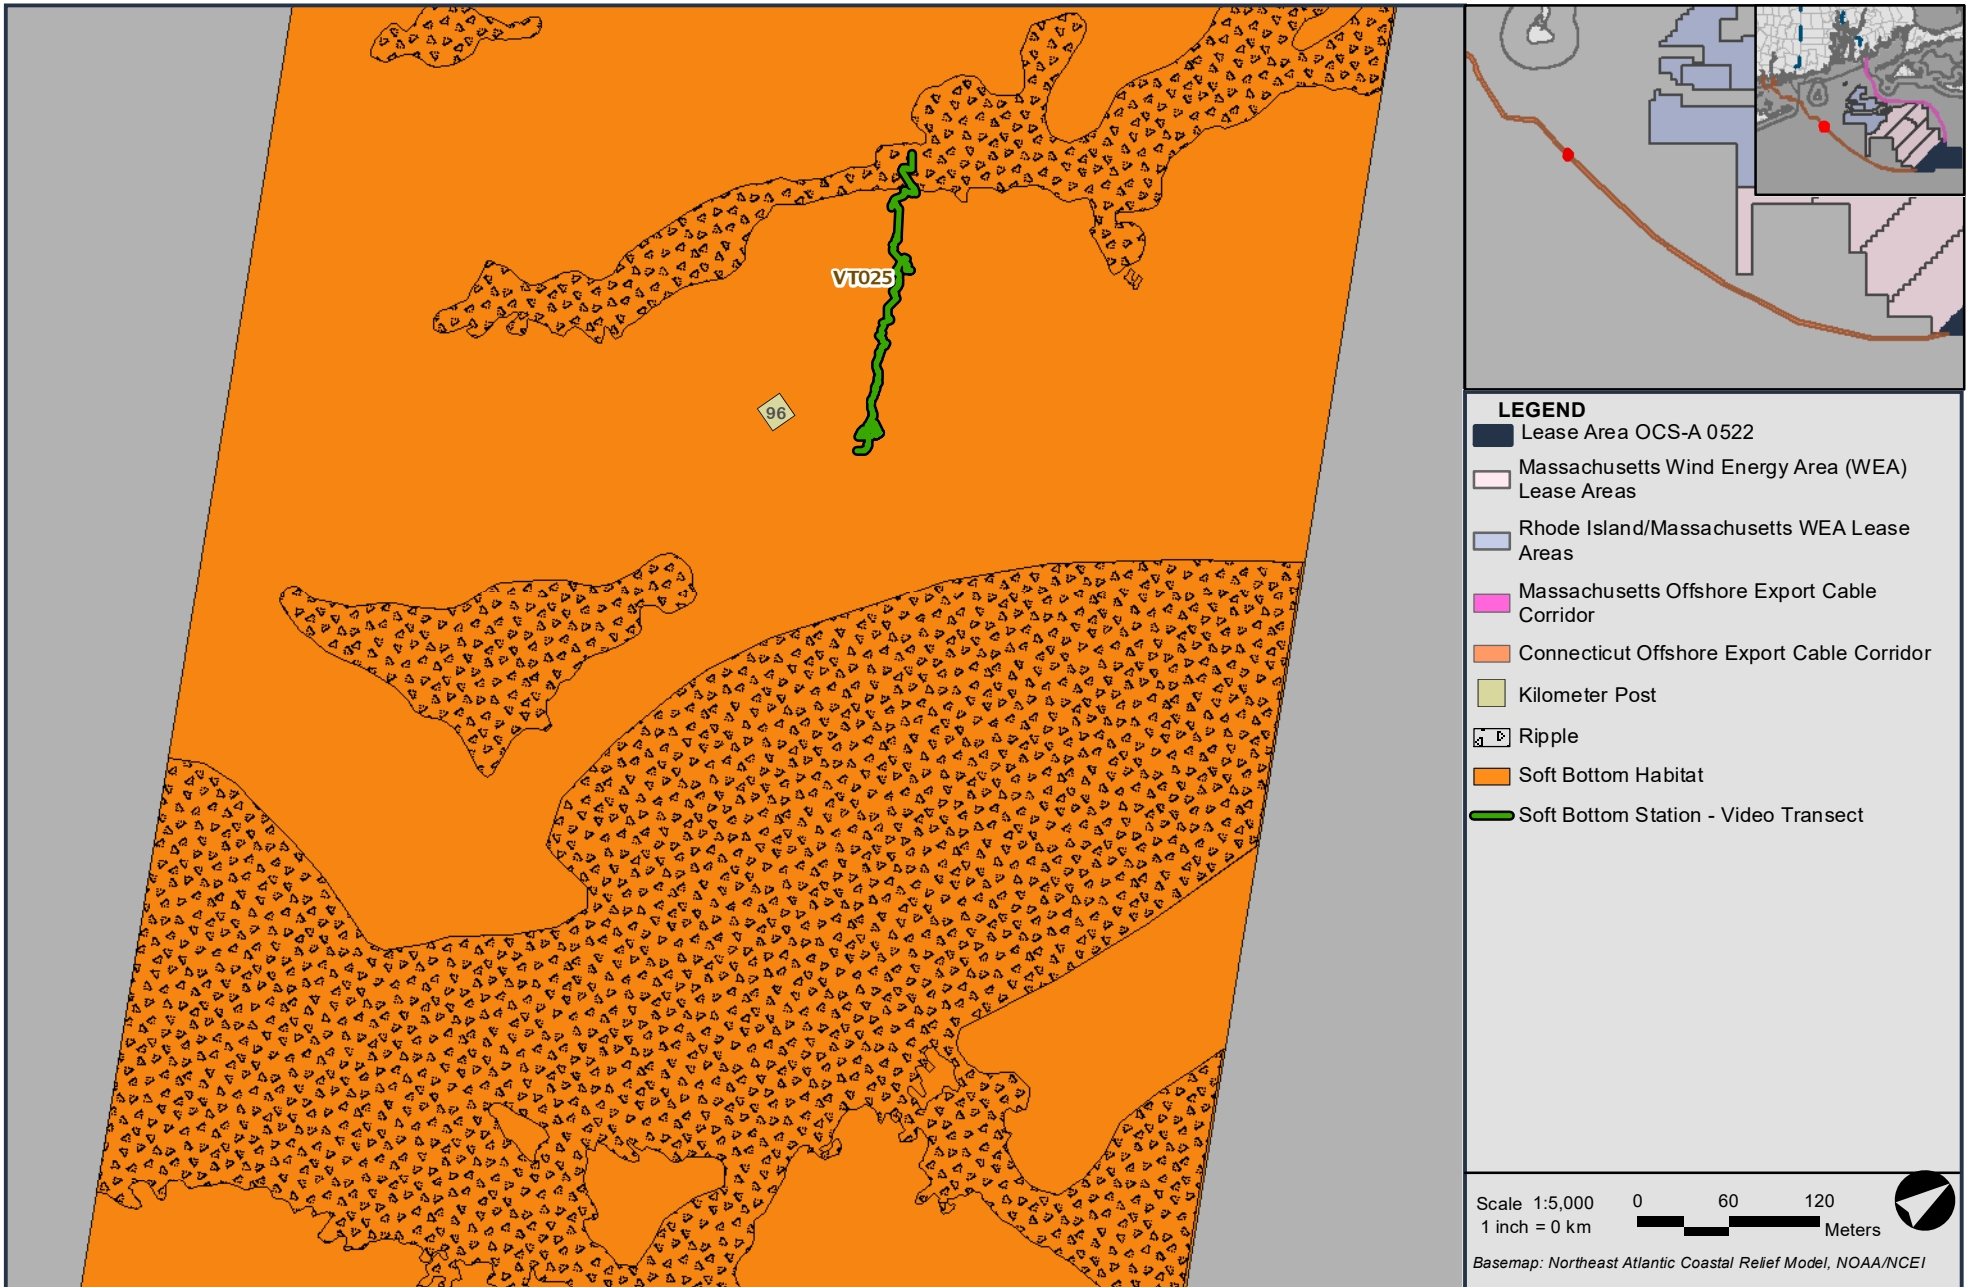 VT025
96
LEGEND
Lease Area OCS-A 0522
Massachusetts Wind Energy Area (WEA)
Lease Areas
Rhode Island/Massachusetts WEA Lease
Areas
Massachusetts Offshore Export Cable
Corridor
Connecticut Offshore Export Cable Corridor
Kilometer Post
Ripple
Soft Bottom Habitat
Soft Bottom Station - Video Transect
Scale 1:5,000
1 inch = 0 km
0 60 120
Meters
Basemap: Northeast Atlantic Coastal Relief Model, NOAA/NCEI